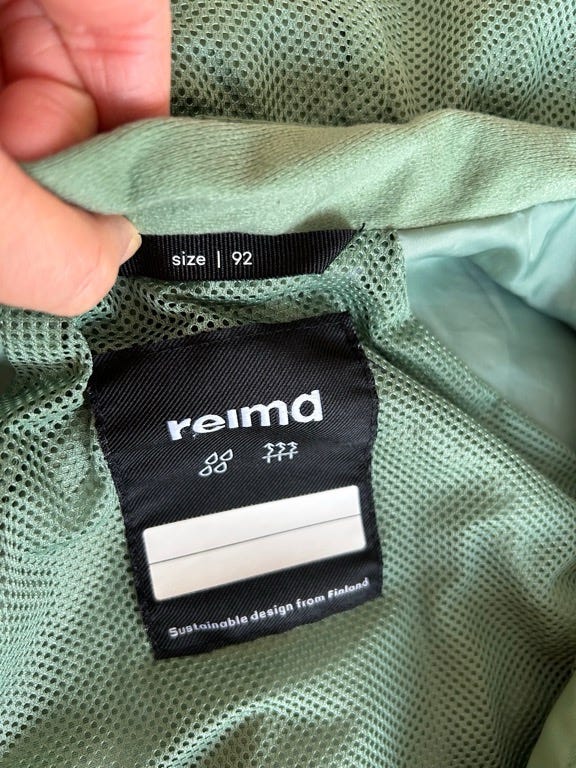 size | 92
reima
Sustainable design from Finland